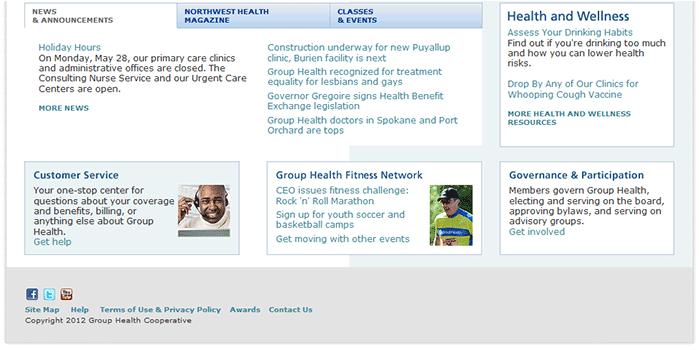 NEWS
& ANNOUNCEMENTS
NORTHWEST HEALTH
MAGAZINE
CLASSES
& EVENTS
Holiday Hours
On Monday, May 28, our primary care clinics
and administrative offices are closed. The
Consulting Nurse Service and our Urgent Care
Centers are open.
MORE NEWS
Construction underway for new Puyallup
clinic, Burien facility is next
Group Health recognized for treatment
equality for lesbians and gays
Governor Gregoire signs Health Benefit
Exchange legislation
Group Health doctors in Spokane and Port
Orchard are tops
Health and Wellness
Assess Your Drinking Habits
Find out if you're drinking too much
and how you can lower health
risks.
Drop By Any of Our Clinics for
Whooping Cough Vaccine
MORE HEALTH AND WELLNESS
RESOURCES
Customer Service
Your one-stop center for
questions about your coverage
and benefits, billing, or
anything else about Group
Health.
Get help
Group Health Fitness Network
CEO issues fitness challenge:
Rock 'n' Roll Marathon
Sign up for youth soccer and
basketball camps
Get moving with other events
Governance & Participation
Members govern Group Health,
electing and serving on the board,
approving bylaws, and serving on
advisory groups.
Get involved
Site Map Help Terms of Use & Privacy Policy Awards Contact Us
Copyright 2012 Group Health Cooperative